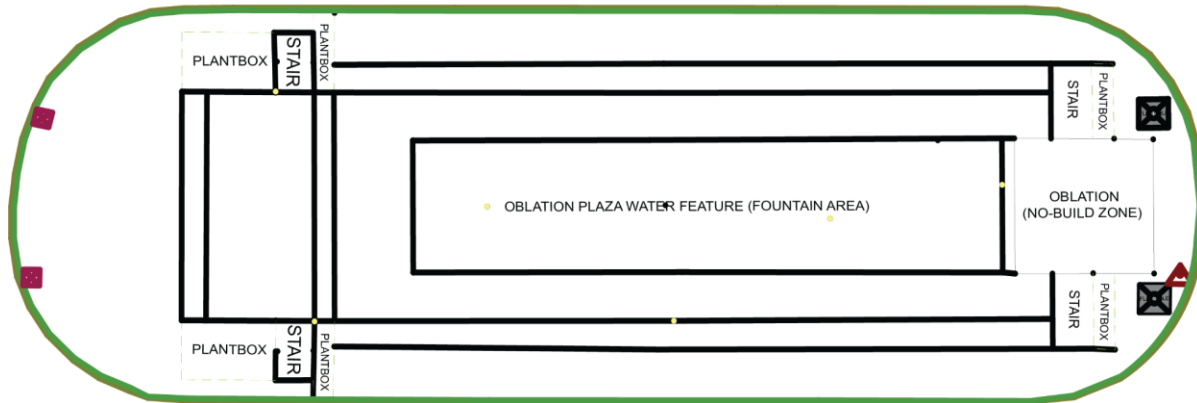 PLANTBOX
STAIR
PLANTBOX
STAIR
PLANTBOX
OBLATION PLAZA WATER FEATURE (FOUNTAIN AREA)
OBLATION
(NO-BUILD ZONE)
PLANTBOX
STAIR
PLANTBOX
STAIR
PLANTBOX